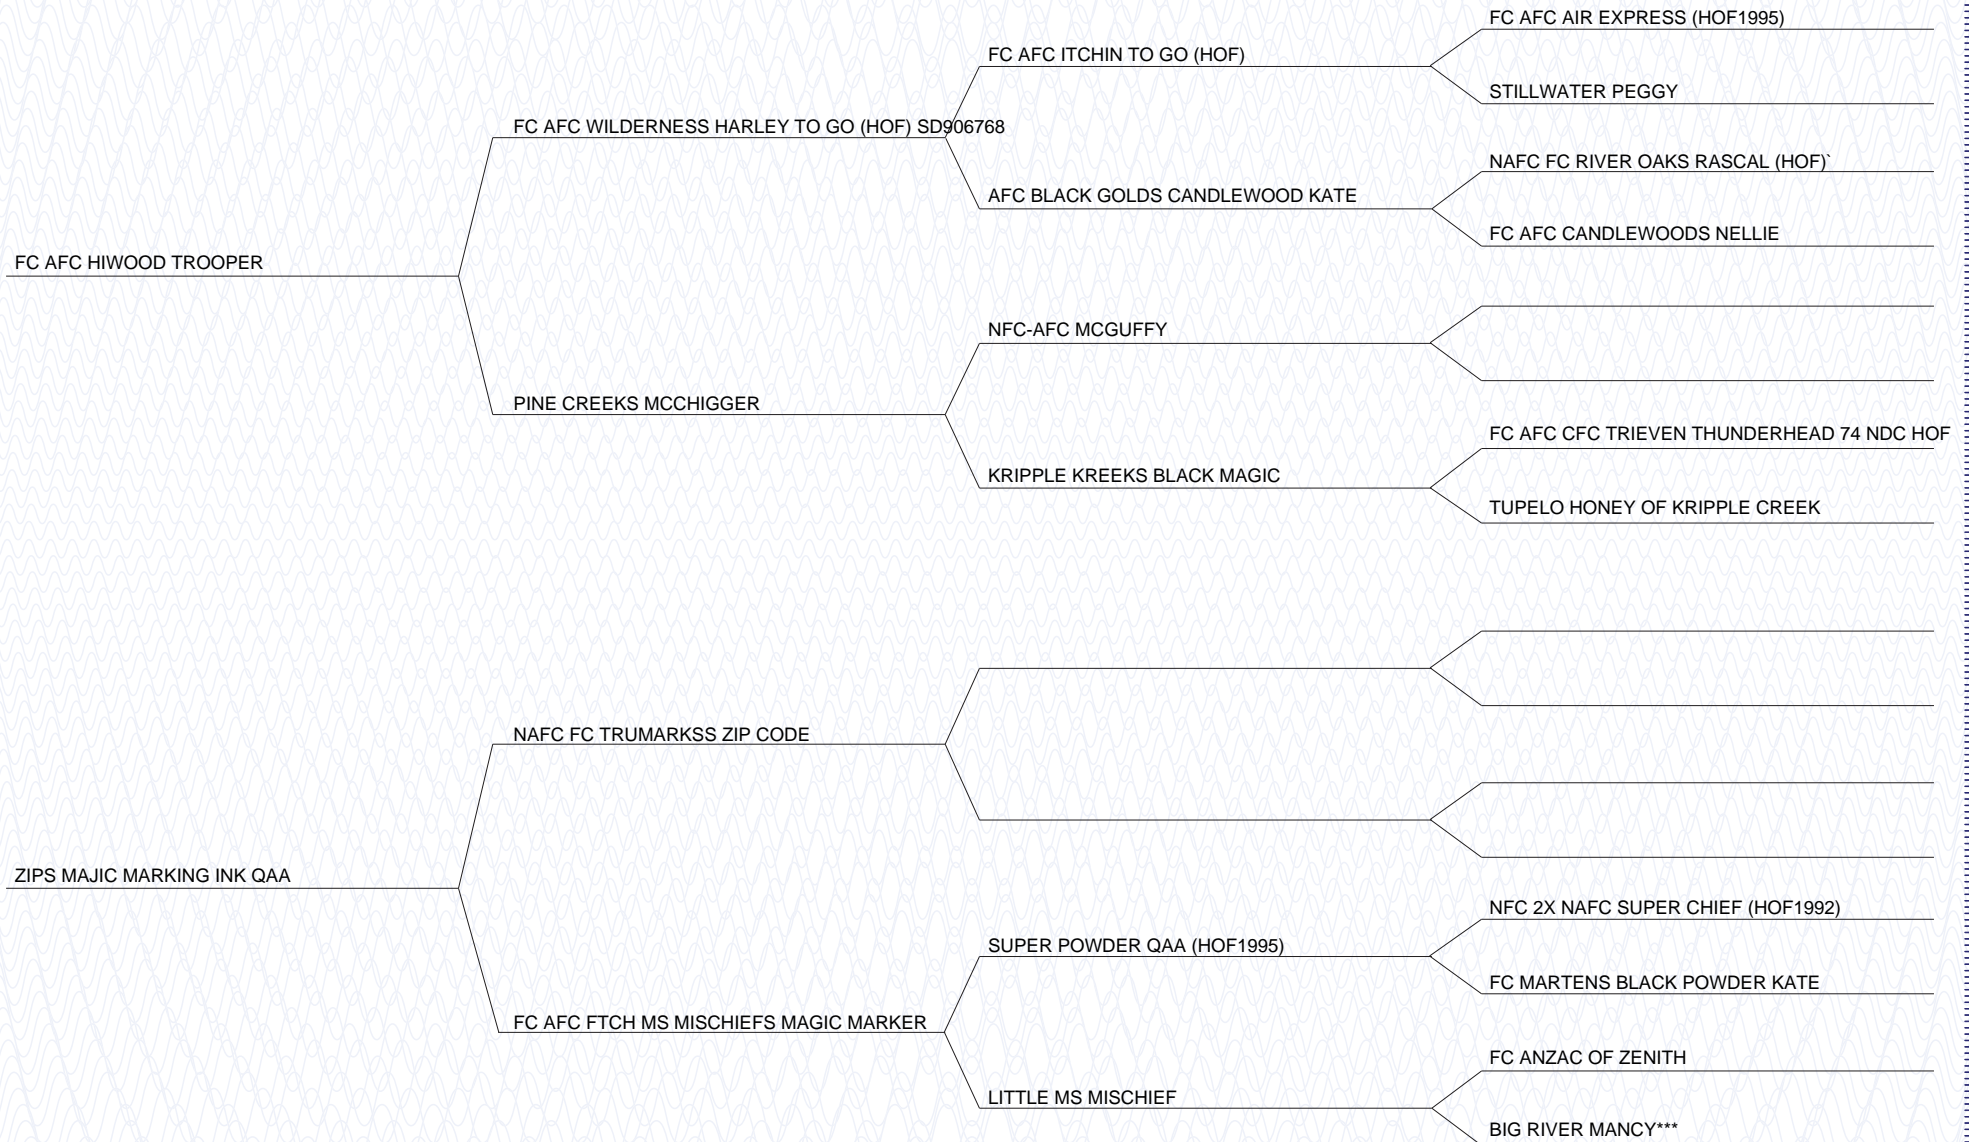 FC AFC AIR EXPRESS (HOF1995)
FC AFC ITCHIN TO GO (HOF)
STILLWATER PEGGY
FC AFC WILDERNESS HARLEY TO GO (HOF) SD906768
NAFC FC RIVER OAKS RASCAL (HOF)`
AFC BLACK GOLDS CANDLEWOOD KATE
FC AFC CANDLEWOODS NELLIE
FC AFC HIWOOD TROOPER
NFC-AFC MCGUFFY
PINE CREEKS MCCHIGGER
FC AFC CFC TRIEVEN THUNDERHEAD 74 NDC HOF
KRIPPLE KREEKS BLACK MAGIC
TUPELO HONEY OF KRIPPLE CREEK
NAFC FC TRUMARKSS ZIP CODE
ZIPS MAJIC MARKING INK QAA
NFC 2X NAFC SUPER CHIEF (HOF1992)
SUPER POWDER QAA (HOF1995)
FC MARTENS BLACK POWDER KATE
FC AFC FTCH MS MISCHIEFS MAGIC MARKER
FC ANZAC OF ZENITH
LITTLE MS MISCHIEF
BIG RIVER MANCY***